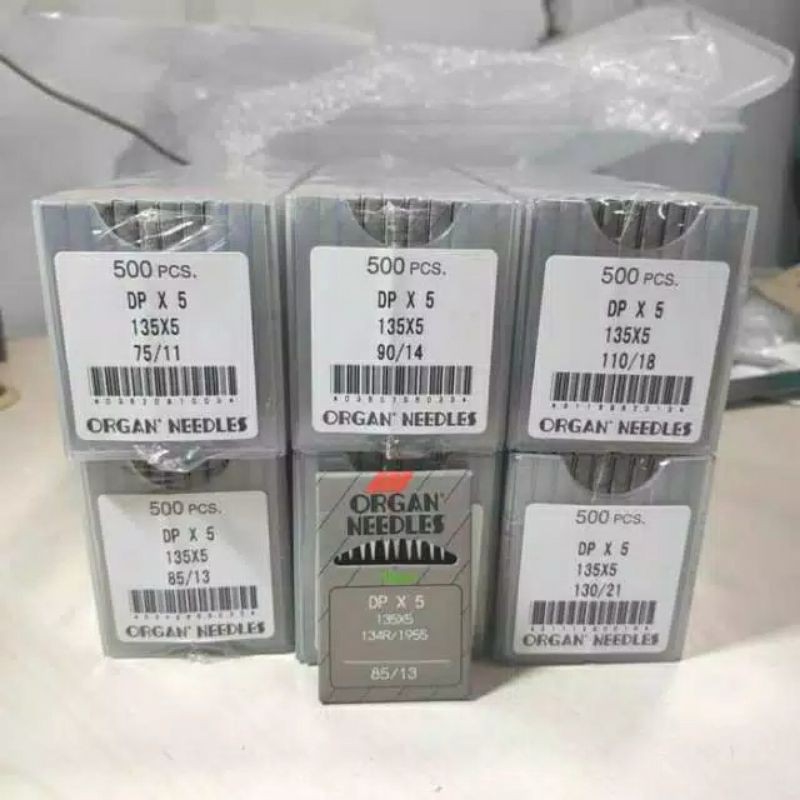 500 PCS.
DP X 5
135X5
75/11
ORGAN® NEEDLES
500 PCS.
DP X 5
135X5
90/14
ORGAN® NEEDLES
500 PCS.
DP X 5
135X5
110/18
ORGAN® NEEDLES
500 PCS.
DP X 5
135X5
85/13
ORGAN® NEEDLES
ORGAN®
NEEDLES
DP X 5
135X5
134R/1955
85/13
500 PCS.
DP X 5
135X5
130/21
ORGAN® NEEDLES